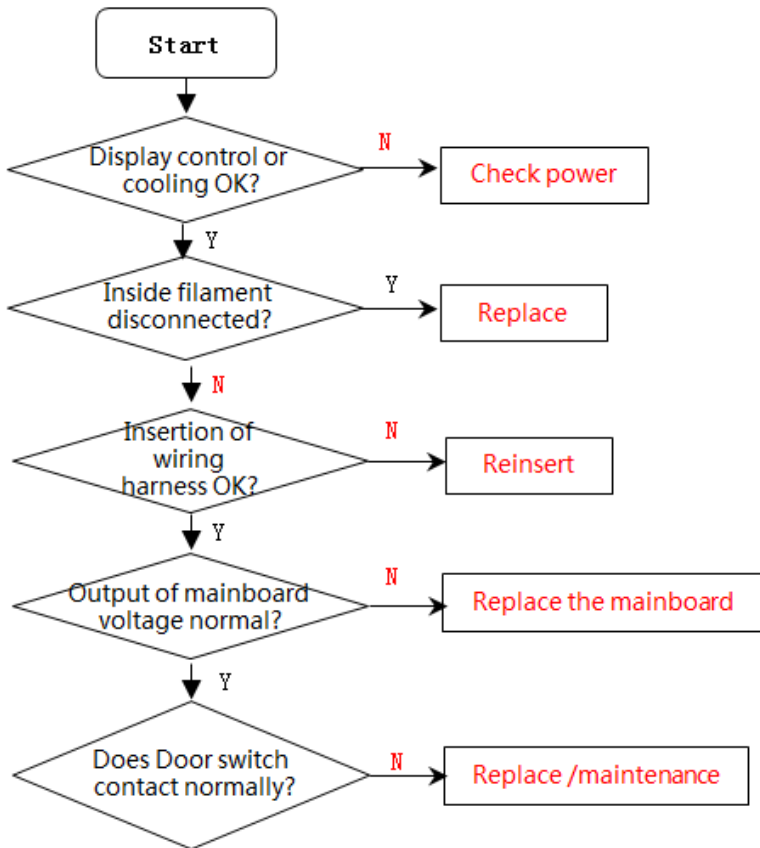 Start
Display control or
cooling OK?
N
Check power
Y
Inside filament
disconnected?
Y
Replace
N
Insertion of
wiring
harness OK?
N
Reinsert
Y
Output of mainboard
voltage normal?
N
Replace the mainboard
Y
Does Door switch
contact normally?
N
Replace /maintenance